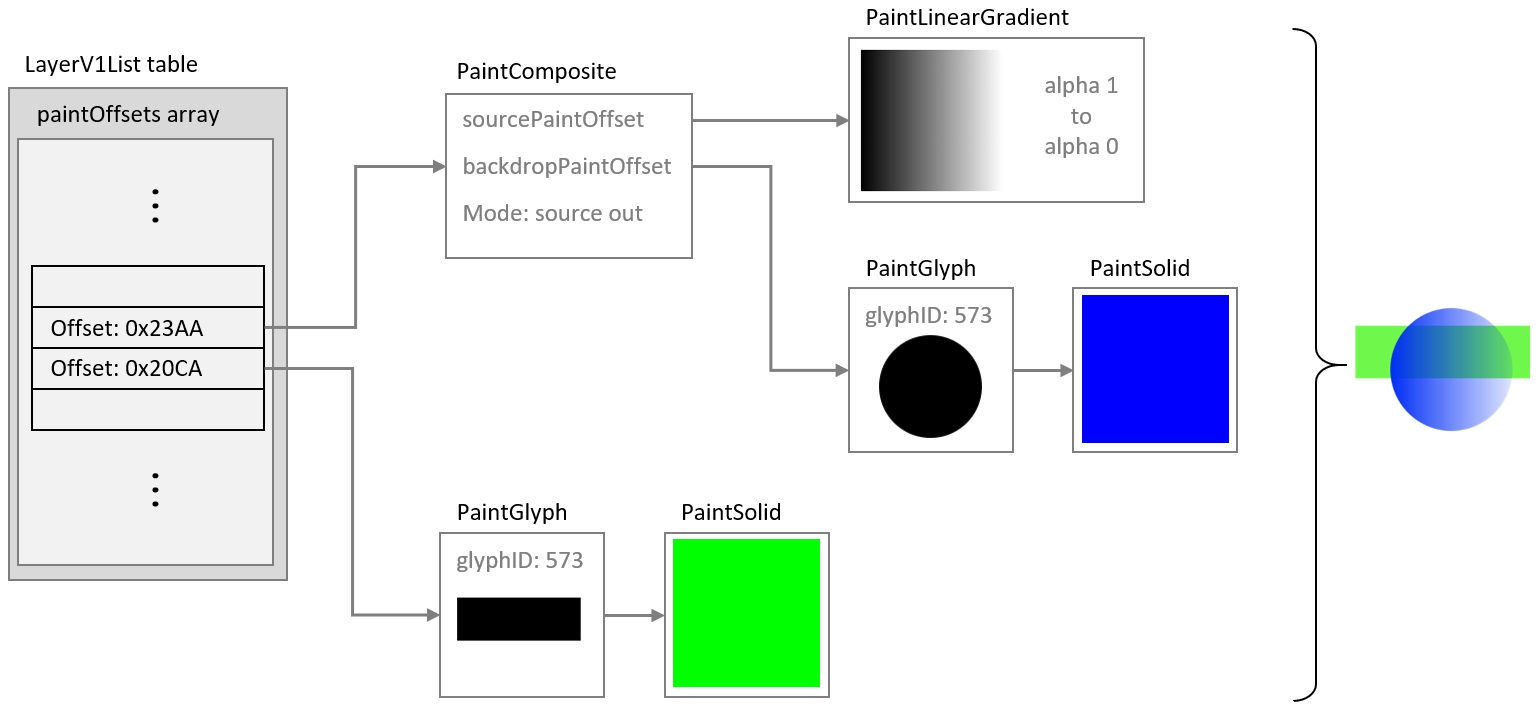 LayerV1List table
paintOffsets array
Offset: 0x23AA
Offset: 0x20CA
PaintComposite
sourcePaintOffset
backdropPaintOffset
Mode: source out
PaintLinearGradient
alpha 1
to
alpha 0
PaintGlyph
glyphID: 573
PaintSolid
PaintGlyph
glyphID: 573
PaintSolid